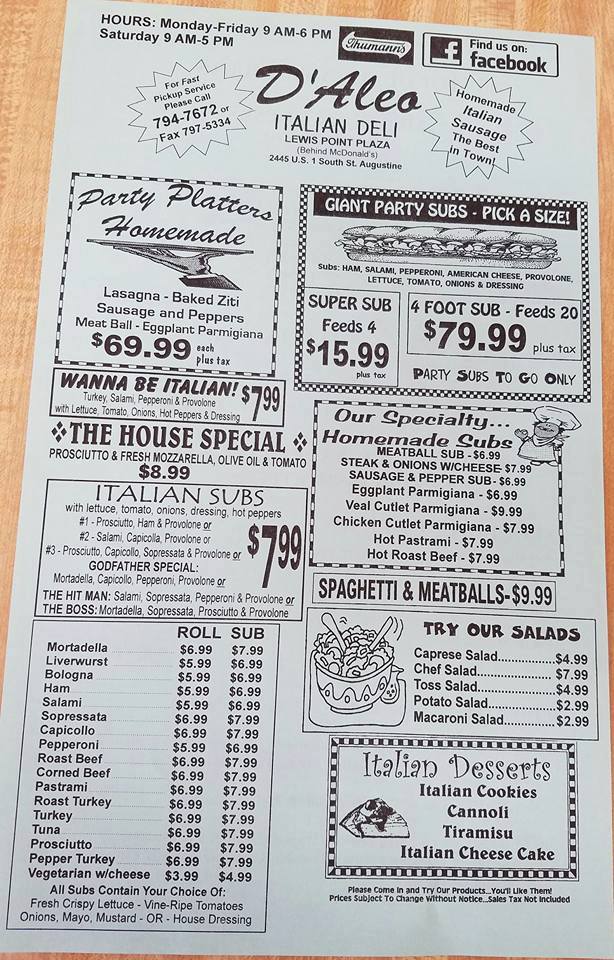 HOURS: Monday-Friday 9 AM-6 PM
Saturday 9 AM-5 PM
Thumann's
Find us on:
facebook
For Fast
Pickup Service
Please Call
794-7672 or
Fax 797-5334
D'Aleo
ITALIAN DELI
LEWIS POINT PLAZA
(Behind McDonald's)
2445 U.S. 1 South St. Augustine
Homemade
Italian
Sausage
The Best
in Town!
Party Platters
Homemade
Lasagna - Baked Ziti
Sausage and Peppers
Meat Ball - Eggplant Parmigiana
$69.99 each
plus tax
GIANT PARTY SUBS - PICK A SIZE!
Subs: HAM, SALAMI, PEPPERONI, AMERICAN CHEESE, PROVOLONE,
LETTUCE, TOMATO, ONIONS & DRESSING
SUPER SUB
Feeds 4
$15.99
plus tax
4 FOOT SUB - Feeds 20
$79.99 plus tax
PARTY SUBS TO GO ONLY
WANNA BE ITALIAN! $7.99
Turkey, Salami, Pepperoni & Provolone
with Lettuce, Tomato, Onions, Hot Peppers & Dressing
THE HOUSE SPECIAL
PROSCIUTTO & FRESH MOZZARELLA, OLIVE OIL & TOMATO
$8.99
ITALIAN SUBS
with lettuce, tomato, onions, dressing, hot peppers
#1 - Prosciutto, Ham & Provolone or
#2 - Salami, Capicolla, Provolone or
#3 - Prosciutto, Capicollo, Sopressata & Provolone or
$7.99
GODFATHER SPECIAL:
Mortadella, Capicollo, Pepperoni, Provolone or
THE HIT MAN: Salami, Sopressata, Pepperoni & Provolone or
THE BOSS: Mortadella, Sopressata, Prosciutto & Provolone
Our Specialty...
Homemade Subs
MEATBALL SUB - $6.99
STEAK & ONIONS W/CHEESE- $7.99
SAUSAGE & PEPPER SUB - $6.99
Eggplant Parmigiana - $6.99
Veal Cutlet Parmigiana - $9.99
Chicken Cutlet Parmigiana - $7.99
Hot Pastrami - $7.99
Hot Roast Beef - $7.99
SPAGHETTI & MEATBALLS-$9.99
ROLL SUB
Mortadella $6.99 $7.99
Liverwurst $5.99 $6.99
Bologna $5.99 $6.99
Ham $5.99 $6.99
Salami $5.99 $6.99
Sopressata $6.99 $7.99
Capicollo $6.99 $7.99
Pepperoni $5.99 $6.99
Roast Beef $6.99 $7.99
Corned Beef $6.99 $7.99
Pastrami $6.99 $7.99
Roast Turkey $6.99 $7.99
Turkey $6.99 $7.99
Tuna $6.99 $7.99
Prosciutto $6.99 $7.99
Pepper Turkey $6.99 $7.99
Vegetarian w/cheese $3.99 $4.99
All Subs Contain Your Choice Of:
Fresh Crispy Lettuce - Vine-Ripe Tomatoes
Onions, Mayo, Mustard - OR - House Dressing
TRY OUR SALADS
Caprese Salad...............$4.99
Chef Salad.....................$7.99
Toss Salad.....................$4.99
Potato Salad..................$2.99
Macaroni Salad.............$2.99
Italian Desserts
Italian Cookies
Cannoli
Tiramisu
Italian Cheese Cake
Please Come In and Try Our Products...You'll Like Them!
Prices Subject To Change Without Notice...Sales Tax Not Included